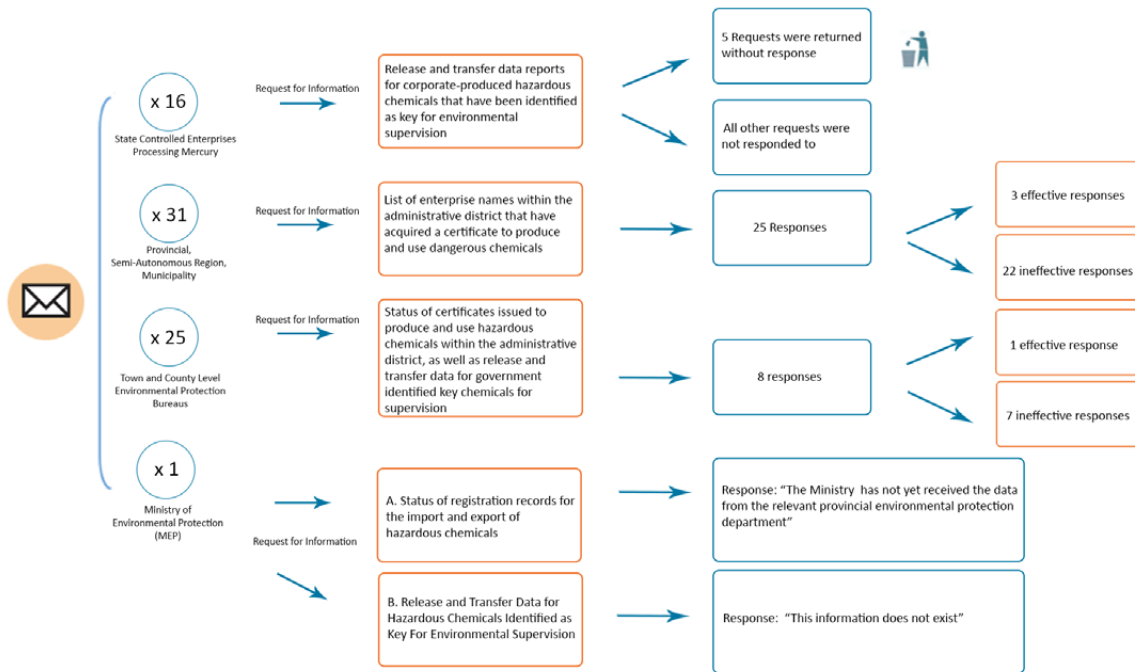 x 16
State Controlled Enterprises
Processing Mercury
Request for Information
Release and transfer data reports
for corporate-produced hazardous
chemicals that have been identified
as key for environmental
supervision
5 Requests were returned
without response
All other requests were
not responded to
x 31
Provincial,
Semi-Autonomous Region,
Municipality
Request for Information
List of enterprise names within the
administrative district that have
acquired a certificate to produce
and use dangerous chemicals
25 Responses
3 effective responses
22 ineffective responses
x 25
Town and County Level
Environmental Protection
Bureaus
Request for Information
Status of certificates issued to
produce and use hazardous
chemicals within the administrative
district, as well as release and
transfer data for government
identified key chemicals for
supervision
8 responses
1 effective response
7 ineffective responses
x 1
Ministry of
Environmental Protection
(MEP)
Request for Information
A. Status of registration records for
the import and export of
hazardous chemicals
Response: “The Ministry has not yet received the data
from the relevant provincial environmental protection
department”
B. Release and Transfer Data for
Hazardous Chemicals Identified as
Key For Environmental Supervision
Response: “This information does not exist”